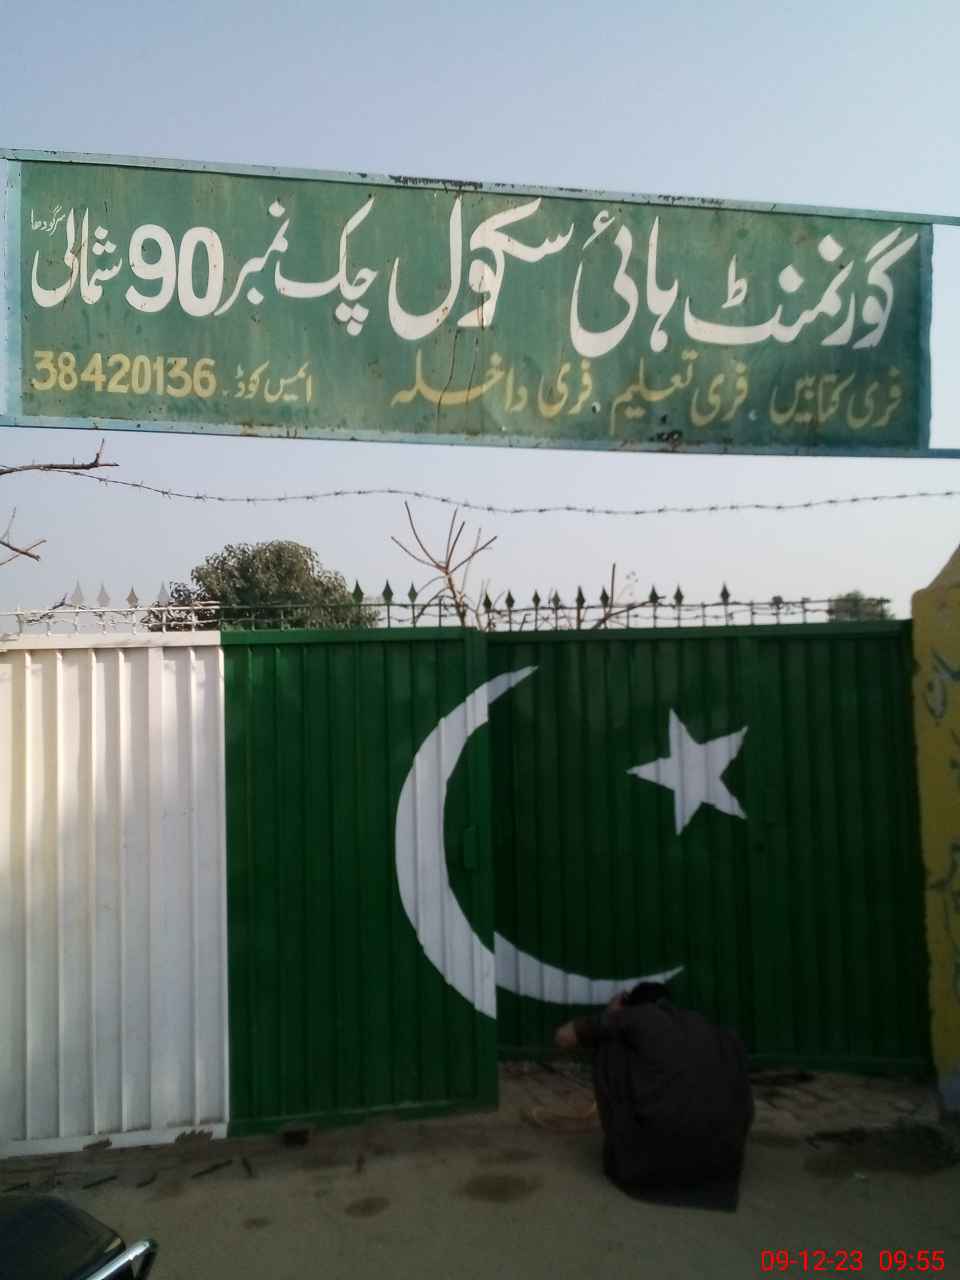 گورنمنٹ ہائی سکول چک نمبر 90 شمالی سرگودھا
فری کتابیں ۔ فری تعلیم ۔ فری داخلہ ایمس کوڈ ۔ 38420136
09-12-23 09:55